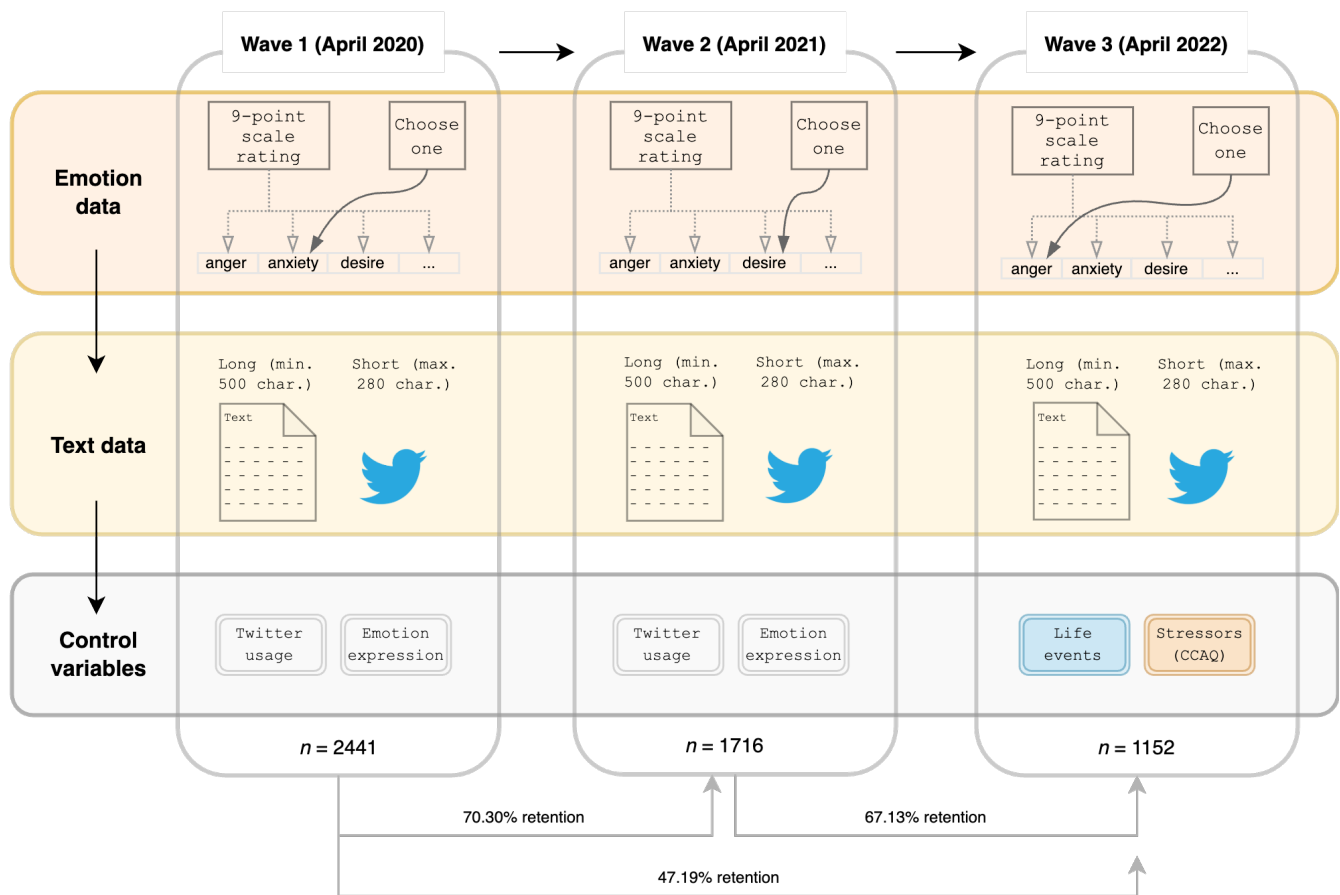 Wave 1 (April 2020)
Wave 2 (April 2021)
Wave 3 (April 2022)
Emotion
data
9-point
scale
rating
Choose
one
anger anxiety desire ...
9-point
scale
rating
Choose
one
anger anxiety desire ...
9-point
scale
rating
Choose
one
anger anxiety desire ...
Text data
Long (min.
500 char.)
Short (max.
280 char.)
Text
Long (min.
500 char.)
Short (max.
280 char.)
Text
Long (min.
500 char.)
Short (max.
280 char.)
Text
Control
variables
Twitter
usage
Emotion
expression
Twitter
usage
Emotion
expression
Life
events
Stressors
(CCAQ)
n = 2441
n = 1716
n = 1152
70.30% retention
67.13% retention
47.19% retention